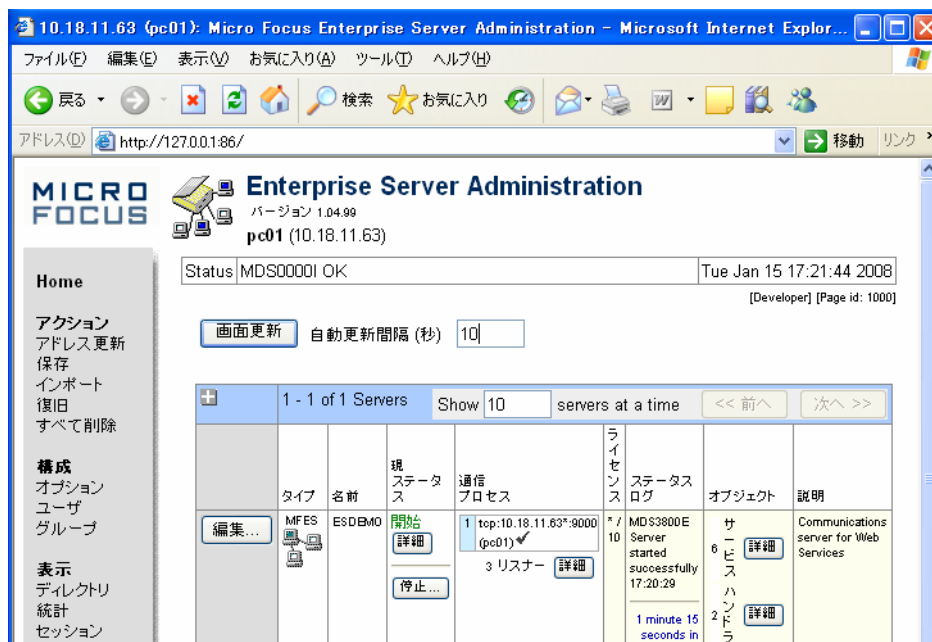 10.18.11.63 (pc01): Micro Focus Enterprise Server Administration - Microsoft Internet Explor...
ファイル(F) 編集(E) 表示(V) お気に入り(A) ツール(T) ヘルプ(H)
戻る 検索 お気に入り
アドレス(D) http://127.0.0.1:86/ 移動 リンク
MICRO
FOCUS
Enterprise Server Administration
バージョン 1.04.99
pc01 (10.18.11.63)
Status MDS0000I OK Tue Jan 15 17:21:44 2008
[Developer] [Page id: 1000]
Home
アクション
アドレス更新
保存
インポート
復旧
すべて削除
構成
オプション
ユーザ
グループ
表示
ディレクトリ
統計
セッション
画面更新 自動更新間隔 (秒) 10
1 - 1 of 1 Servers Show 10 servers at a time << 前へ 次へ >>
タイプ
名前
現
ステータ
ス
通信
プロセス
ライセンス
ステータス
ログ
オブジェクト
説明
編集...
MFES
ESDEMO
開始
詳細
停止...
1 tcp:10.18.11.63*:9000
(pc01)
3 リスナー 詳細
* /
10
MDS3800E
Server
started
successfully
17:20:29
1 minute 15
seconds in
6 サービス 詳細
2 ハンドラ 詳細
Communications
server for Web
Services